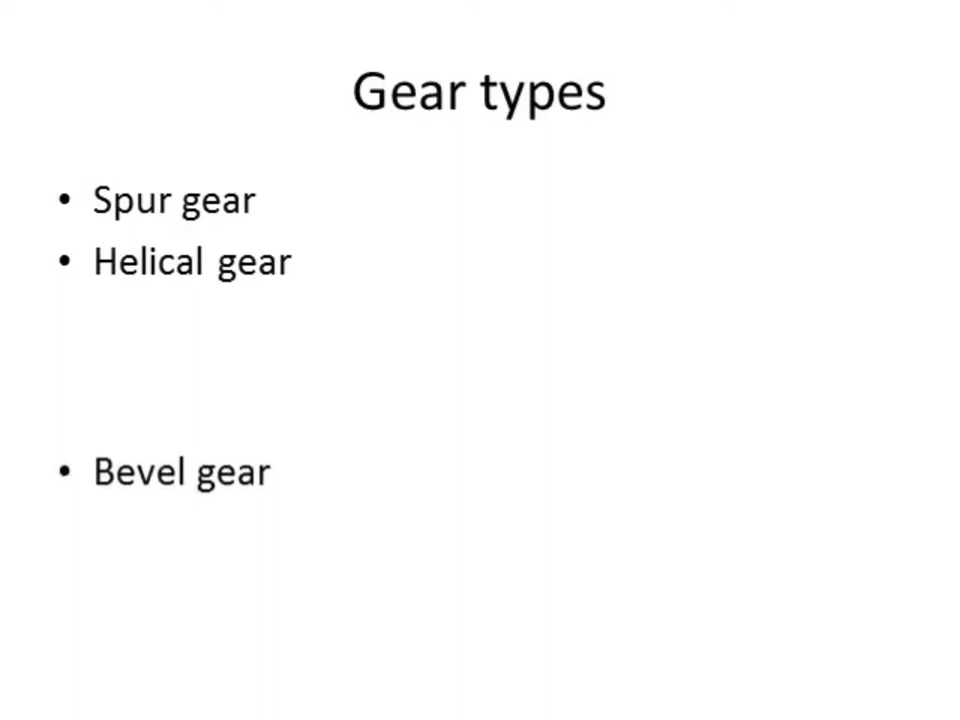 Gear types
• Spur gear
• Helical gear
• Bevel gear